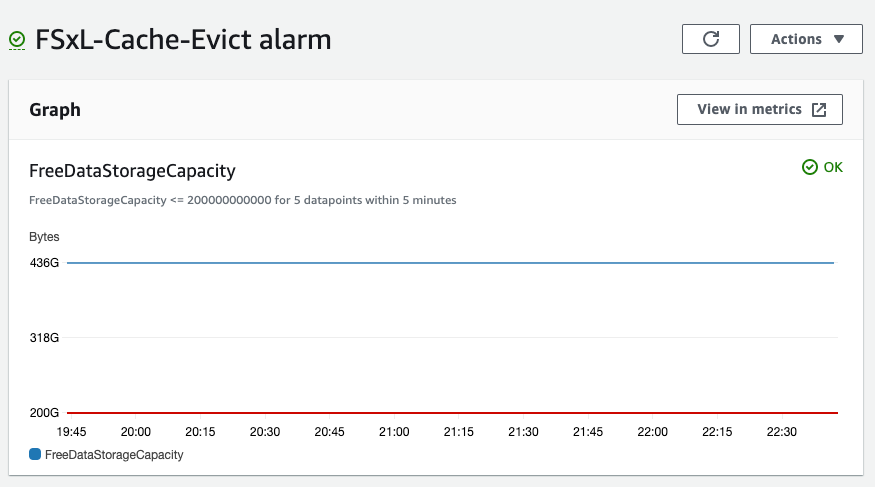 FSxL-Cache-Evict alarm
Actions
Graph
View in metrics
FreeDataStorageCapacity
OK
FreeDataStorageCapacity <= 200000000000 for 5 datapoints within 5 minutes
Bytes
436G
318G
200G
19:45 20:00 20:15 20:30 20:45 21:00 21:15 21:30 21:45 22:00 22:15 22:30
FreeDataStorageCapacity